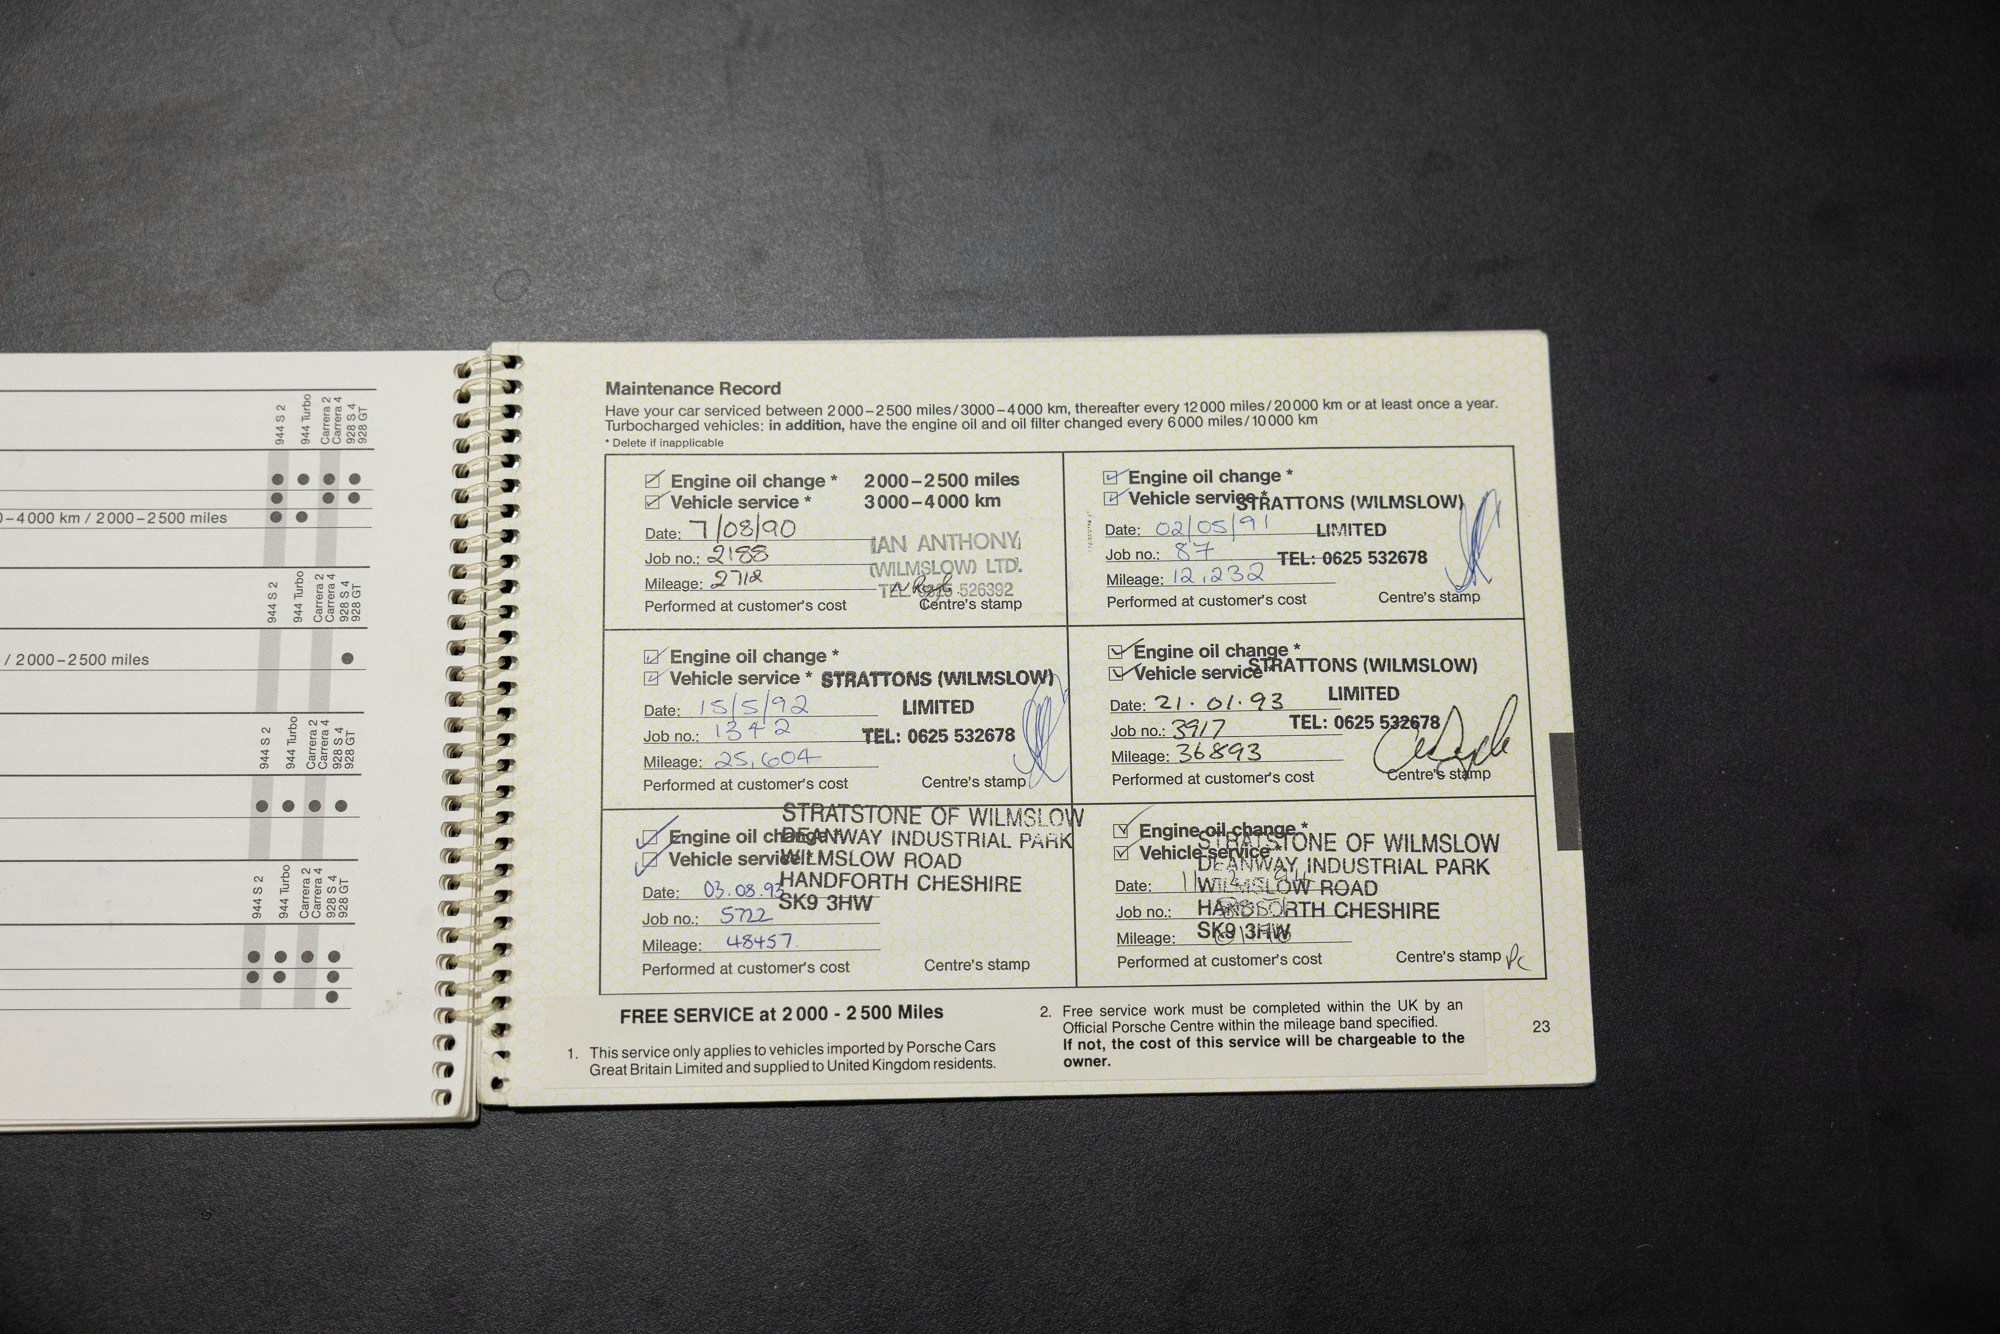 944 S 2
944 Turbo
Carrera 2
Carrera 4
928 S 4
928 GT
–4000 km / 2000–2500 miles
944 S 2
944 Turbo
Carrera 2
Carrera 4
928 S 4
928 GT
/ 2000–2500 miles
944 S 2
944 Turbo
Carrera 2
Carrera 4
928 S 4
928 GT
944 S 2
944 Turbo
Carrera 2
Carrera 4
928 S 4
928 GT
Maintenance Record
Have your car serviced between 2000–2500 miles/3000–4000 km, thereafter every 12000 miles/20000 km or at least once a year.
Turbocharged vehicles: in addition, have the engine oil and oil filter changed every 6000 miles/10000 km
* Delete if inapplicable
Engine oil change * 2000–2500 miles
Vehicle service * 3000–4000 km
Date: 7/08/90
Job no.: 2188
Mileage: 2712
IAN ANTHONY
(WILMSLOW) LTD.
TEL: 0625 526392
Performed at customer's cost Centre's stamp
Engine oil change *
Vehicle service *
STRATTONS (WILMSLOW)
LIMITED
TEL: 0625 532678
Date: 02/05/91
Job no.: 87
Mileage: 12,232
Performed at customer's cost Centre's stamp
Engine oil change *
Vehicle service *
STRATTONS (WILMSLOW)
LIMITED
TEL: 0625 532678
Date: 15/5/92
Job no.: 1342
Mileage: 25,604
Performed at customer's cost Centre's stamp
Engine oil change *
Vehicle service
STRATTONS (WILMSLOW)
LIMITED
TEL: 0625 532678
Date: 21.01.93
Job no.: 3917
Mileage: 36893
Performed at customer's cost Centre's stamp
STRATSTONE OF WILMSLOW
DEANWAY INDUSTRIAL PARK
WILMSLOW ROAD
HANDFORTH CHESHIRE
SK9 3HW
Engine oil change *
Vehicle service
Date: 03.08.93
Job no.: 5722
Mileage: 48457
Performed at customer's cost Centre's stamp
Engine oil change *
Vehicle service
STRATSTONE OF WILMSLOW
DEANWAY INDUSTRIAL PARK
WILMSLOW ROAD
HANDFORTH CHESHIRE
SK9 3HW
Date:
Job no.:
Mileage:
Performed at customer's cost Centre's stamp PC
FREE SERVICE at 2000 - 2500 Miles
1. This service only applies to vehicles imported by Porsche Cars
Great Britain Limited and supplied to United Kingdom residents.
2. Free service work must be completed within the UK by an
Official Porsche Centre within the mileage band specified.
If not, the cost of this service will be chargeable to the
owner.
23